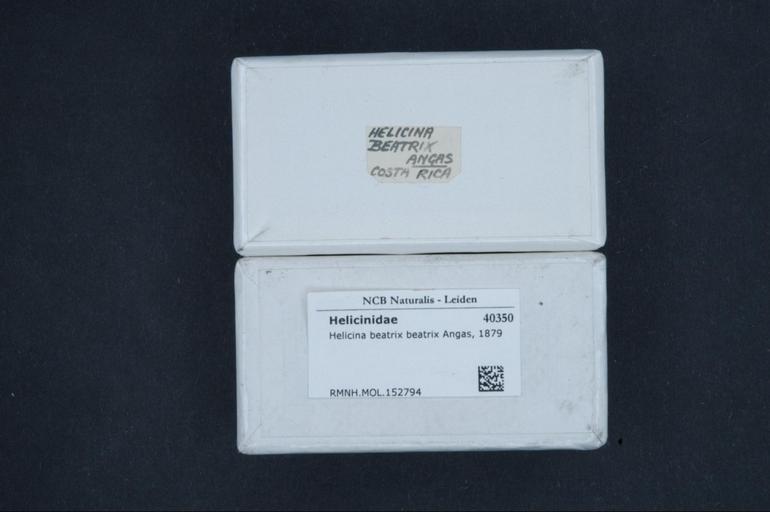 HELICINA
BEATRIX
ANGAS
COSTA RICA
NCB Naturalis - Leiden
Helicinidae 40350
Helicina beatrix beatrix Angas, 1879
RMNH.MOL.152794